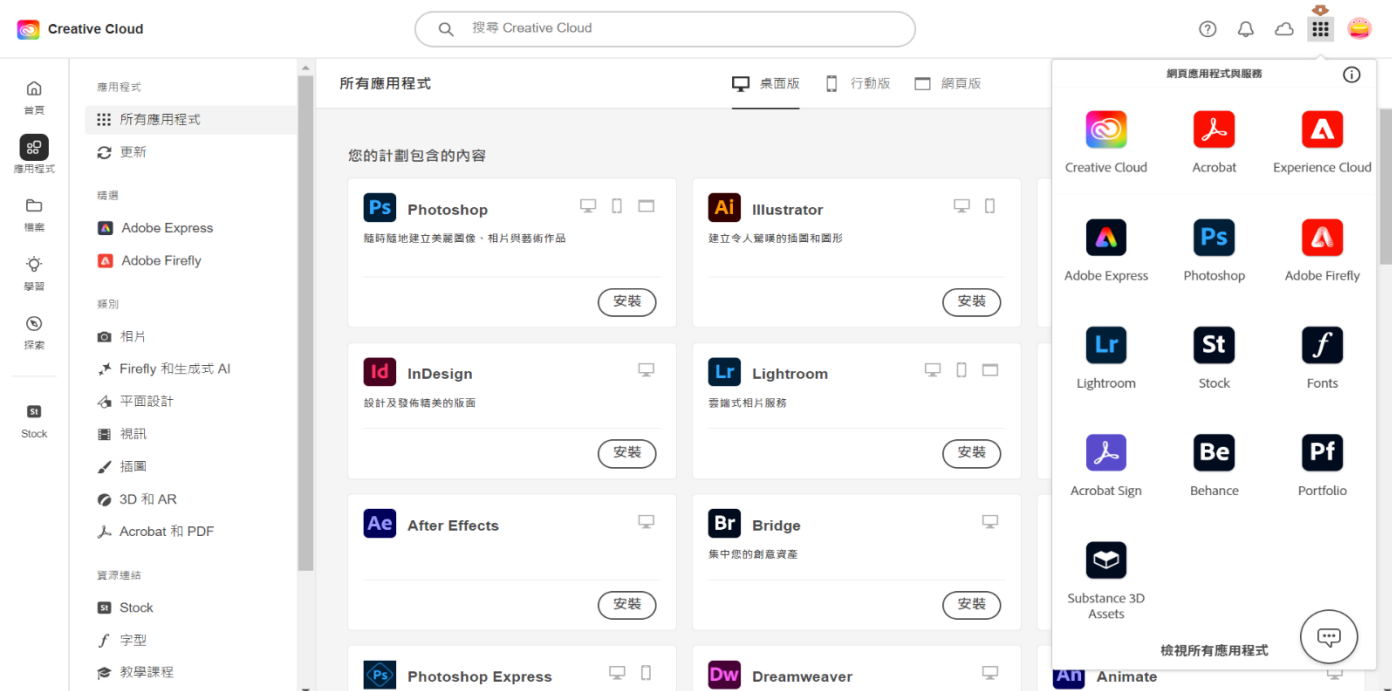 Creative Cloud
搜尋 Creative Cloud
首頁
應用程式
檔案
學習
探索
St
Stock
應用程式
所有應用程式
更新
精選
Adobe Express
Adobe Firefly
類別
相片
Firefly 和生成式 AI
平面設計
視訊
插圖
3D 和 AR
Acrobat 和 PDF
資源連結
St Stock
字型
教學課程
所有應用程式
桌面版
行動版
網頁版
您的計劃包含的內容
Ps Photoshop
隨時隨地建立美麗圖像、相片與藝術作品
安裝
Ai Illustrator
建立令人驚嘆的插圖和圖形
安裝
Id InDesign
設計及發佈精美的版面
安裝
Lr Lightroom
雲端式相片服務
安裝
Ae After Effects
安裝
Br Bridge
集中您的創意資產
安裝
Ps Photoshop Express
Dw Dreamweaver
An Animate
網頁應用程式與服務
Creative Cloud
Acrobat
Experience Cloud
Adobe Express
Ps
Photoshop
Adobe Firefly
Lr
Lightroom
St
Stock
f
Fonts
Acrobat Sign
Be
Behance
Pf
Portfolio
Substance 3D
Assets
檢視所有應用程式